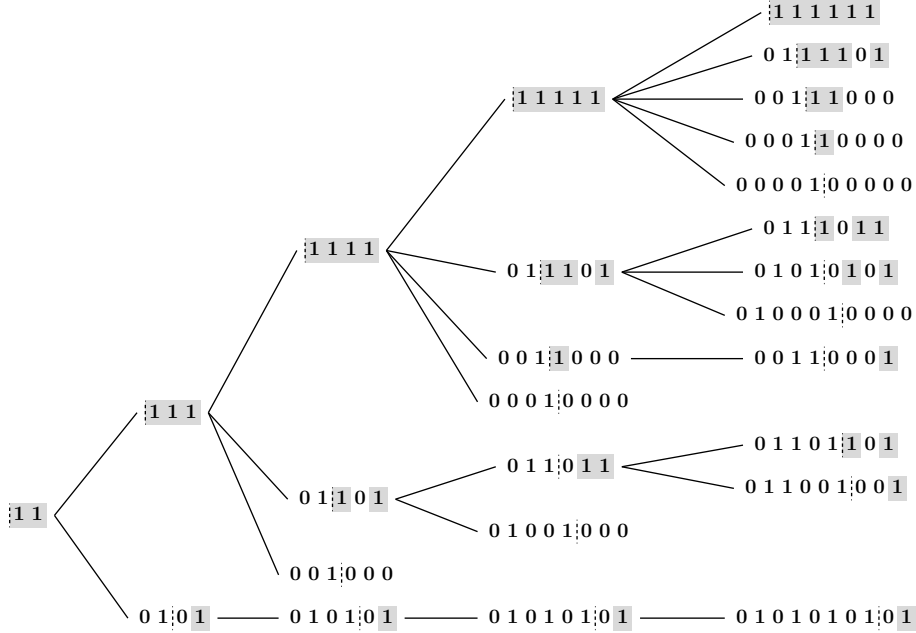 1 1 1 1 1 1
0 1 1 1 1 0 1
1 1 1 1 1
0 0 1 1 1 0 0 0
0 0 0 1 1 0 0 0 0
0 0 0 0 1 0 0 0 0 0
0 1 1 1 0 1 1
1 1 1 1
0 1 1 1 0 1
0 1 0 1 0 1 0 1
0 1 0 0 0 1 0 0 0 0
0 0 1 1 0 0 0
0 0 1 1 0 0 0 1
0 0 0 1 0 0 0 0
1 1 1
0 1 1 0 1 1 0 1
0 1 1 0 1 1
0 1 1 0 0 1 0 0 1
0 1 1 0 1
1 1
0 1 0 0 1 0 0 0
0 0 1 0 0 0
0 1 0 1
0 1 0 1 0 1
0 1 0 1 0 1 0 1
0 1 0 1 0 1 0 1 0 1